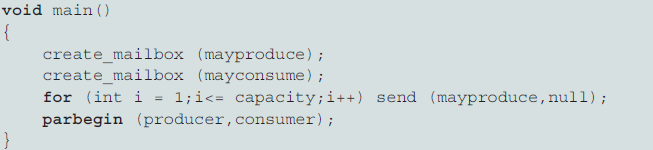 void main()
{
create_mailbox (mayproduce);
create_mailbox (mayconsume);
for (int i = 1;i<= capacity;i++) send (mayproduce,null);
parbegin (producer,consumer);
}